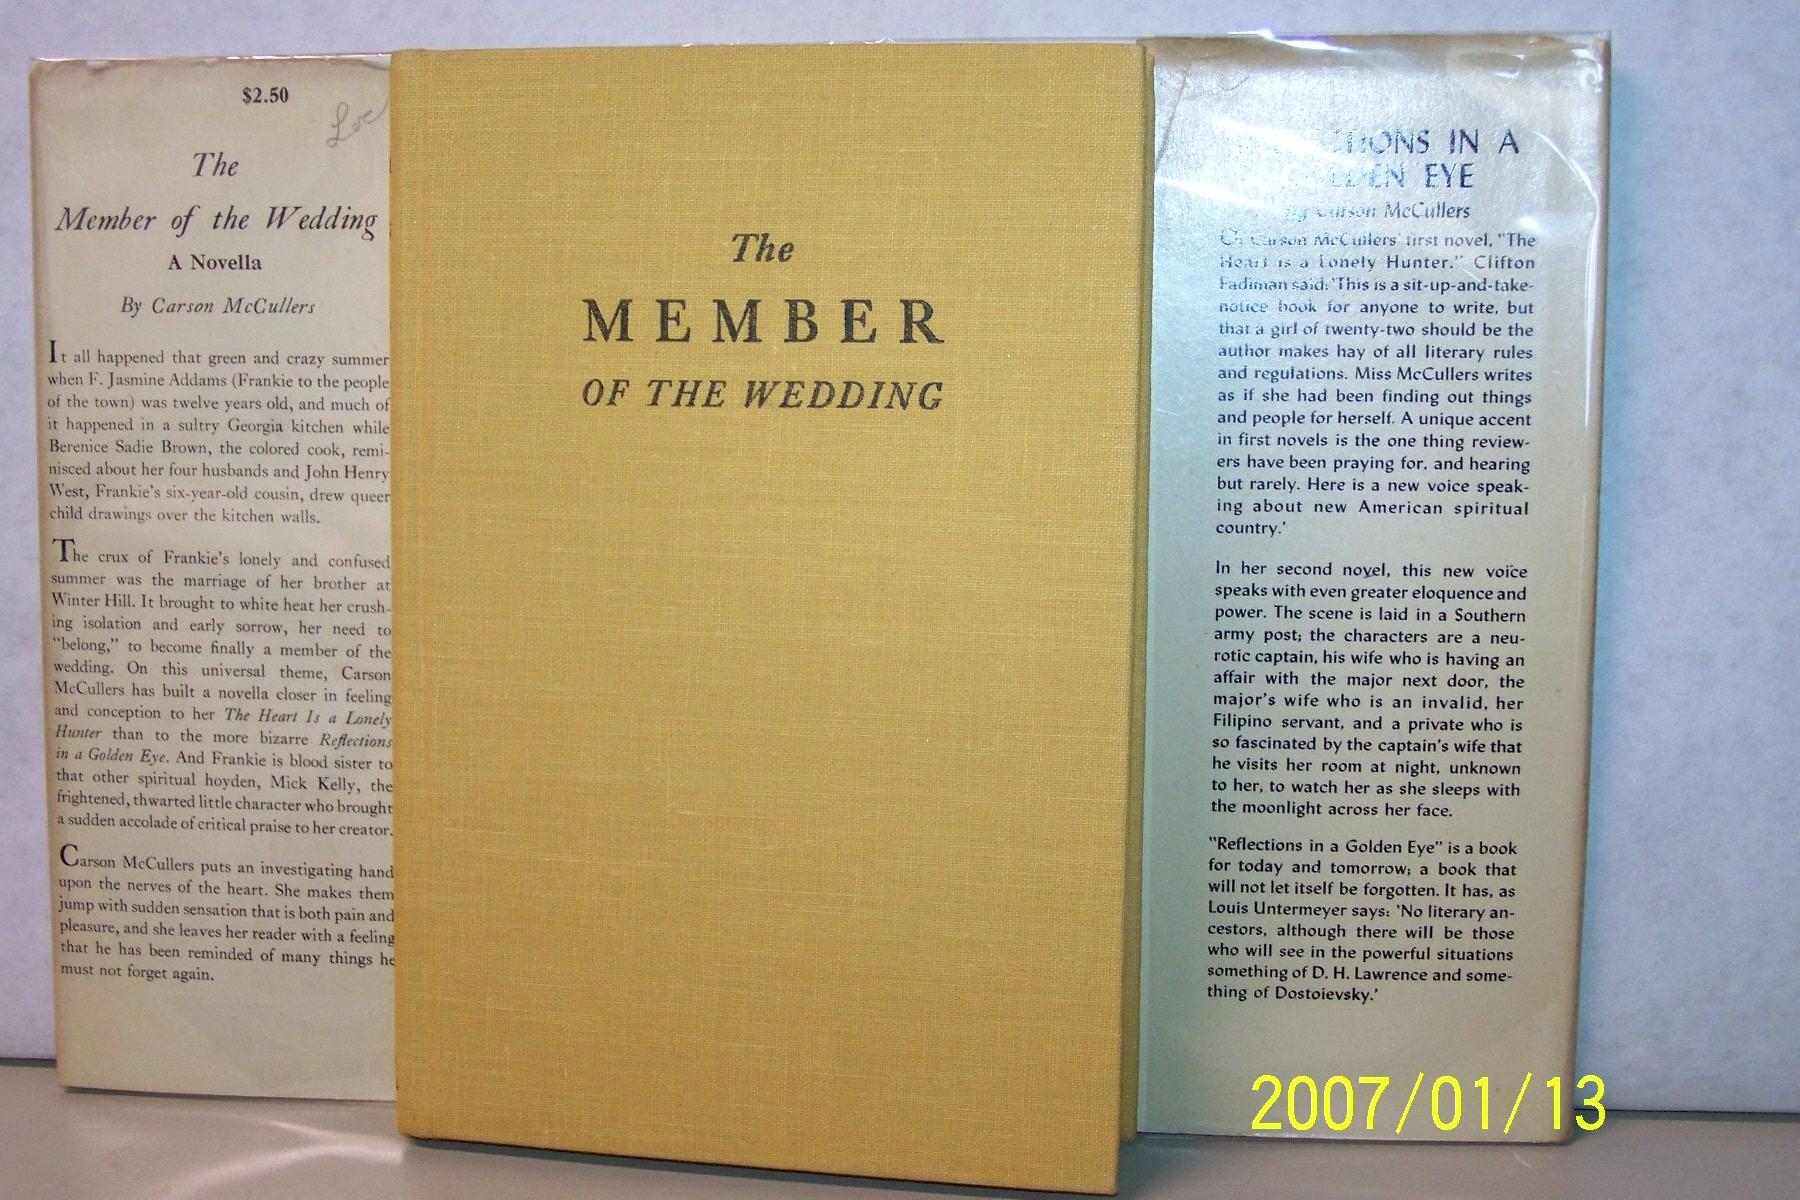 $2.50
The
Member of the Wedding
A Novella
By Carson McCullers
It all happened that green and crazy summer
when F. Jasmine Addams (Frankie to the people
of the town) was twelve years old, and much of
it happened in a sultry Georgia kitchen while
Berenice Sadie Brown, the colored cook, remi-
nisced about her four husbands and John Henry
West, Frankie's six-year-old cousin, drew queer
child drawings over the kitchen walls.
The crux of Frankie's lonely and confused
summer was the marriage of her brother at
Winter Hill. It brought to white heat her crush-
ing isolation and early sorrow, her need to
"belong," to become finally a member of the
wedding. On this universal theme, Carson
McCullers has built a novella closer in feeling
and conception to her The Heart Is a Lonely
Hunter than to the more bizarre Reflections
in a Golden Eye. And Frankie is blood sister to
that other spiritual hoyden, Mick Kelly, the
frightened, thwarted little character who brought
a sudden accolade of critical praise to her creator.
Carson McCullers puts an investigating hand
upon the nerves of the heart. She makes them
jump with sudden sensation that is both pain and
pleasure, and she leaves her reader with a feeling
that he has been reminded of many things he
must not forget again.
The
MEMBER
OF THE WEDDING
IN A
EYE
By Carson McCullers
Of Carson McCullers' first novel, "The
Heart is a Lonely Hunter." Clifton
Fadiman said: 'This is a sit-up-and-take-
notice book for anyone to write, but
that a girl of twenty-two should be the
author makes hay of all literary rules
and regulations. Miss McCullers writes
as if she had been finding out things
and people for herself. A unique accent
in first novels is the one thing review-
ers have been praying for, and hearing
but rarely. Here is a new voice speak-
ing about new American spiritual
country.'
In her second novel, this new voice
speaks with even greater eloquence and
power. The scene is laid in a Southern
army post; the characters are a neu-
rotic captain, his wife who is having an
affair with the major next door, the
major's wife who is an invalid, her
Filipino servant, and a private who is
so fascinated by the captain's wife that
he visits her room at night, unknown
to her, to watch her as she sleeps with
the moonlight across her face.
"Reflections in a Golden Eye" is a book
for today and tomorrow; a book that
will not let itself be forgotten. It has, as
Louis Untermeyer says: 'No literary an-
cestors, although there will be those
who will see in the powerful situations
something of D. H. Lawrence and some-
thing of Dostoievsky.'
2007/01/13